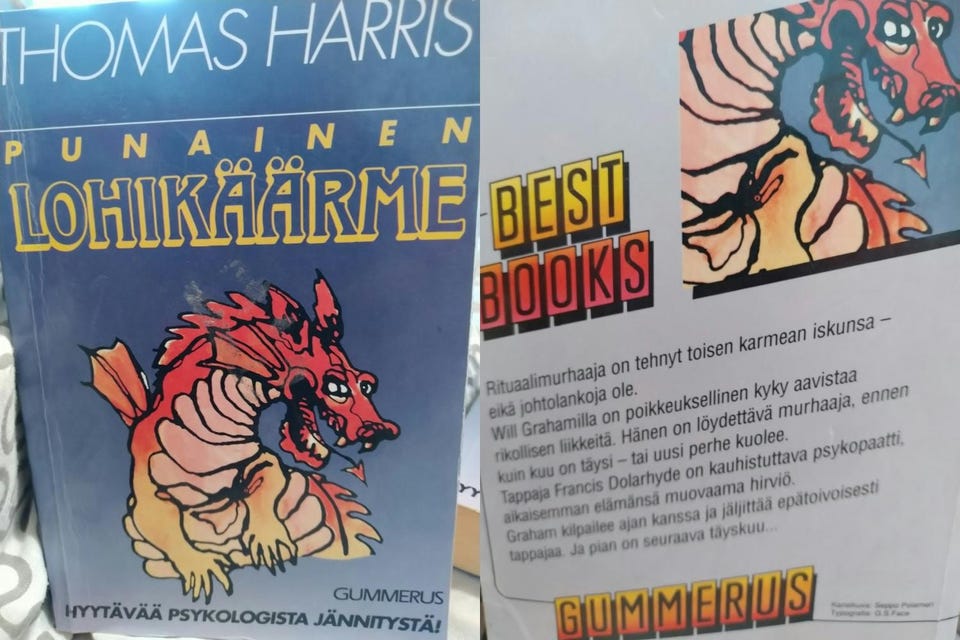 THOMAS HARRIS
PUNAINEN
LOHIKÄÄRME
GUMMERUS
HYYTÄVÄÄ PSYKOLOGISTA JÄNNITYSTÄ!
BEST
BOOKS
Rituaalimurhaaja on tehnyt toisen karmean iskunsa –
eikä johtolankoja ole.
Will Grahamilla on poikkeuksellinen kyky aavistaa
rikollisen liikkeitä. Hänen on löydettävä murhaaja, ennen
kuin kuu on täysi – tai uusi perhe kuolee.
Tappaja Francis Dolarhyde on kauhistuttava psykopaatti,
aikaisemman elämänsä muovaama hirviö.
Graham kilpailee ajan kanssa ja jäljittää epätoivoisesti
tappajaa. Ja pian on seuraava täyskuu...
GUMMERUS
Kansikuva: Seppo Polameri
Typografia: G.S.Face